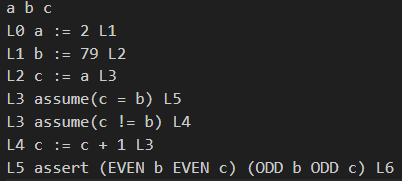 a b c
L0 a := 2 L1
L1 b := 79 L2
L2 c := a L3
L3 assume(c = b) L5
L3 assume(c != b) L4
L4 c := c + 1 L3
L5 assert (EVEN b EVEN c) (ODD b ODD c) L6